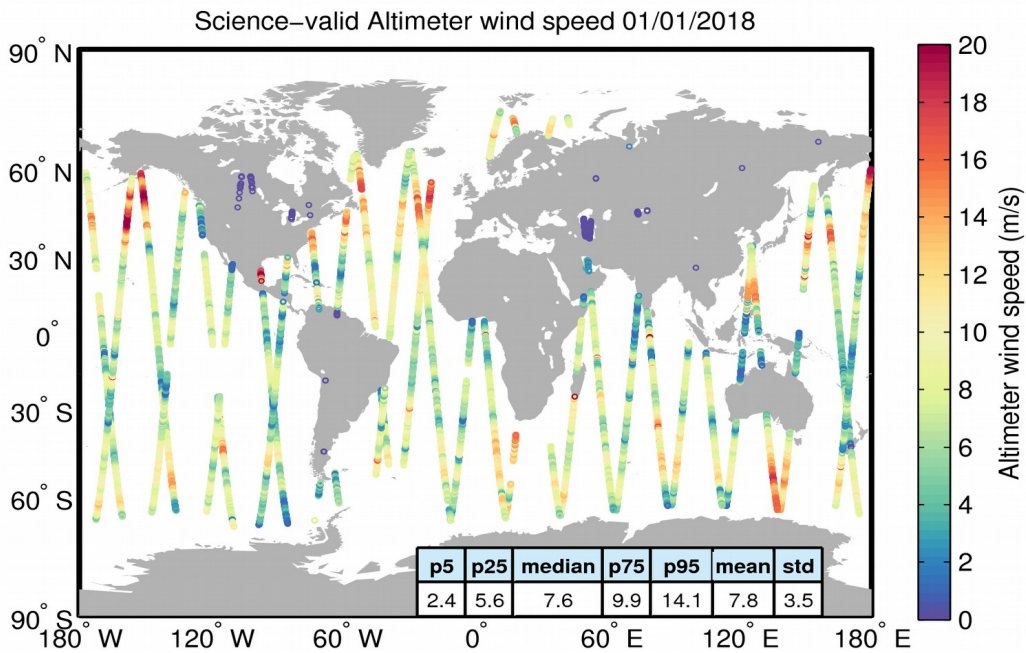 Science−valid Altimeter wind speed 01/01/2018
90° N
60° N
30° N
0°
30° S
60° S
90° S
180° W
120° W
60° W
0°
60° E
120° E
180° E
p5 p25 median p75 p95 mean std
2.4 5.6 7.6 9.9 14.1 7.8 3.5
20
18
16
14
12
10
8
6
4
2
0
Altimeter wind speed (m/s)